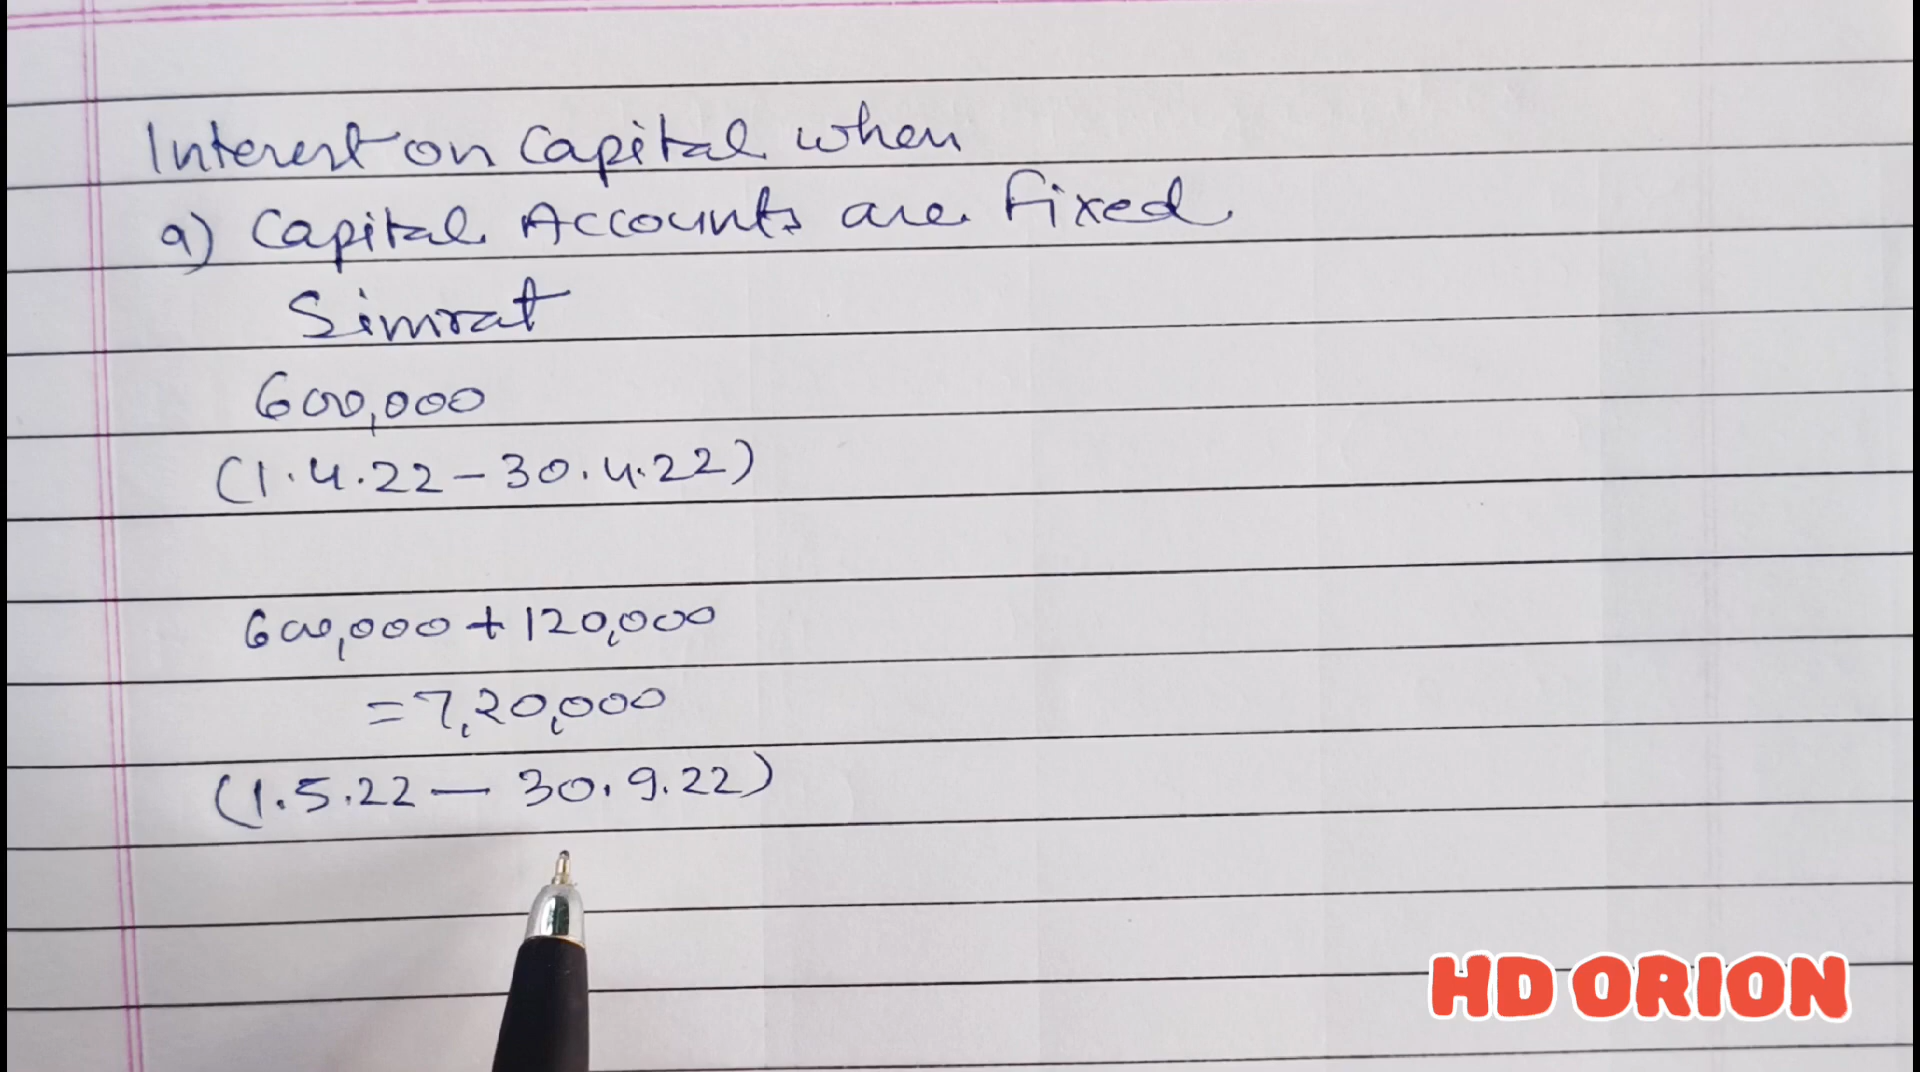 Interest on Capital when
a) Capital Accounts are Fixed
Simrat
600,000
(1.4.22-30.4.22)
600,000+120,000
=7,20,000
(1.5.22-30.9.22)
HD ORION